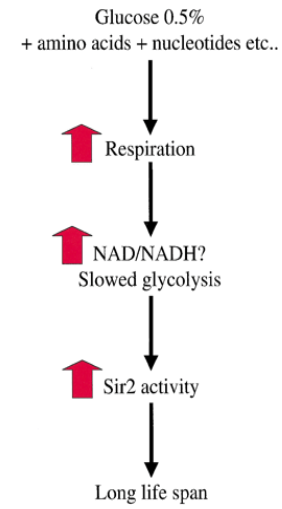 Glucose 0.5%
+ amino acids + nucleotides etc..
Respiration
NAD/NADH?
Slowed glycolysis
Sir2 activity
Long life span